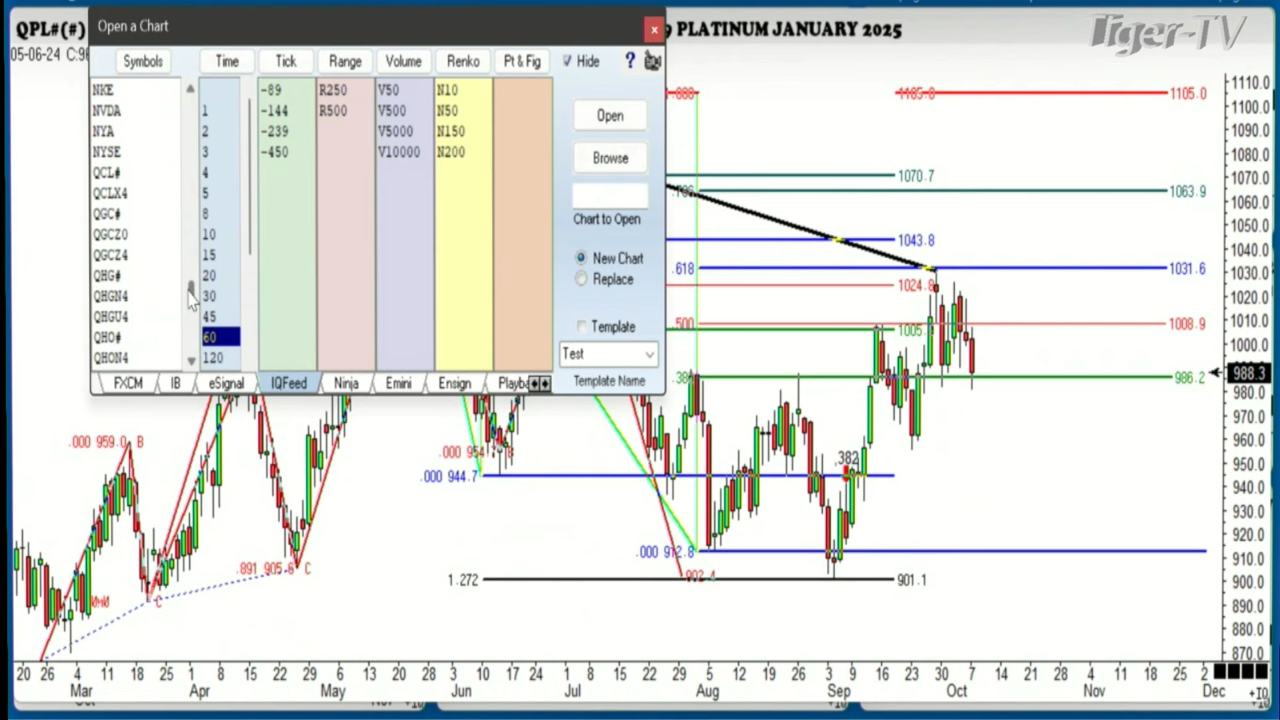 QPL#(#)
Open a Chart
9 PLATINUM JANUARY 2025
Tiger-TV
05-06-24 C:9
Symbols Time Tick Range Volume Renko Pt & Fig Hide ?
NKE -89 R250 V50 N10
NVDA 1 -144 R500 V500 N50
NYA 2 -239 V5000 N150
NYSE 3 -450 V10000 N200
QCL# 4
QCLX4 5
QGC# 8
QGCZ0 10
QGCZ4 15
QHG# 20
QHGN4 30
QHGU4 45
QHO# 60
QHON4 120
Open
Browse
Chart to Open
New Chart
Replace
Template
Test
Template Name
FXCM IB eSignal IQFeed Ninja Emini Ensign Playba
1105.0
1070.7
1063.9
1043.8
.618 1031.6
1024.8
.500 1008.9
1005.
.38 986.2
988.3
.000 959.0 B
.000 944.7
.382
.000 912.8
902.4
1.272 901.1
.891 905.6 C
C
1110.0
1100.0
1090.0
1080.0
1070.0
1060.0
1050.0
1040.0
1030.0
1020.0
1010.0
1000.0
980.0
970.0
960.0
950.0
940.0
930.0
920.0
910.0
900.0
890.0
880.0
870.0
20 26 4 11 18 25 1 8 15 22 29 6 13 20 28 3 10 17 24 1 8 15 22 29 5 12 19 26 3 9 16 23 30 7 14 21 28 4 11 18 25 2
Mar Apr May Jun Jul Aug Sep Oct Nov Dec